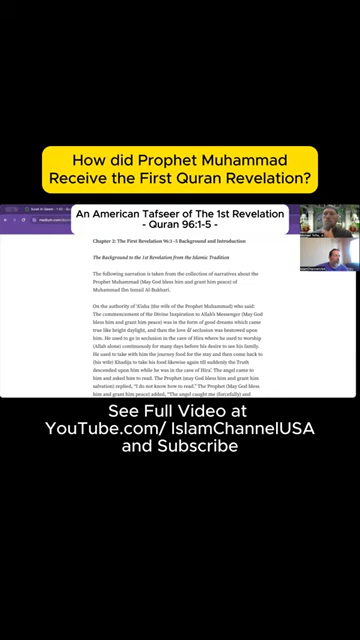 How did Prophet Muhammad
Receive the First Quran Revelation?
An American Tafseer of The 1st Revelation
- Quran 96:1-5 -
Chapter 2: The First Revelation 96:1–5 Background and Introduction
The Background to the 1st Revelation from the Islamic Tradition
The following narration is taken from the collection of narratives about the
Prophet Muhammad (May God bless him and grant him peace) of
Muhammad Ibn Ismail Al-Bukhari.
On the authority of 'Aisha (the wife of the Prophet Muhammad) who said:
The commencement of the Divine Inspiration to Allah's Messenger (May God
bless him and grant him peace) was in the form of good dreams which came
true like bright daylight, and then the love of seclusion was bestowed upon
him. He used to go in seclusion in the cave of Hira where he used to worship
(Allah alone) continuously for many days before his desire to see his family.
He used to take with him the journey food for the stay and then come back to
(his wife) Khadija to take his food likewise again till suddenly the Truth
descended upon him while he was in the cave of Hira'. The angel came to
him and asked him to read. The Prophet (may God bless him and grant him
salvation) replied, "I do not know how to read." The Prophet (May God
bless him and grant him peace) added, "The angel caught me (forcefully) and
See Full Video at
YouTube.com/ IslamChannelUSA
and Subscribe